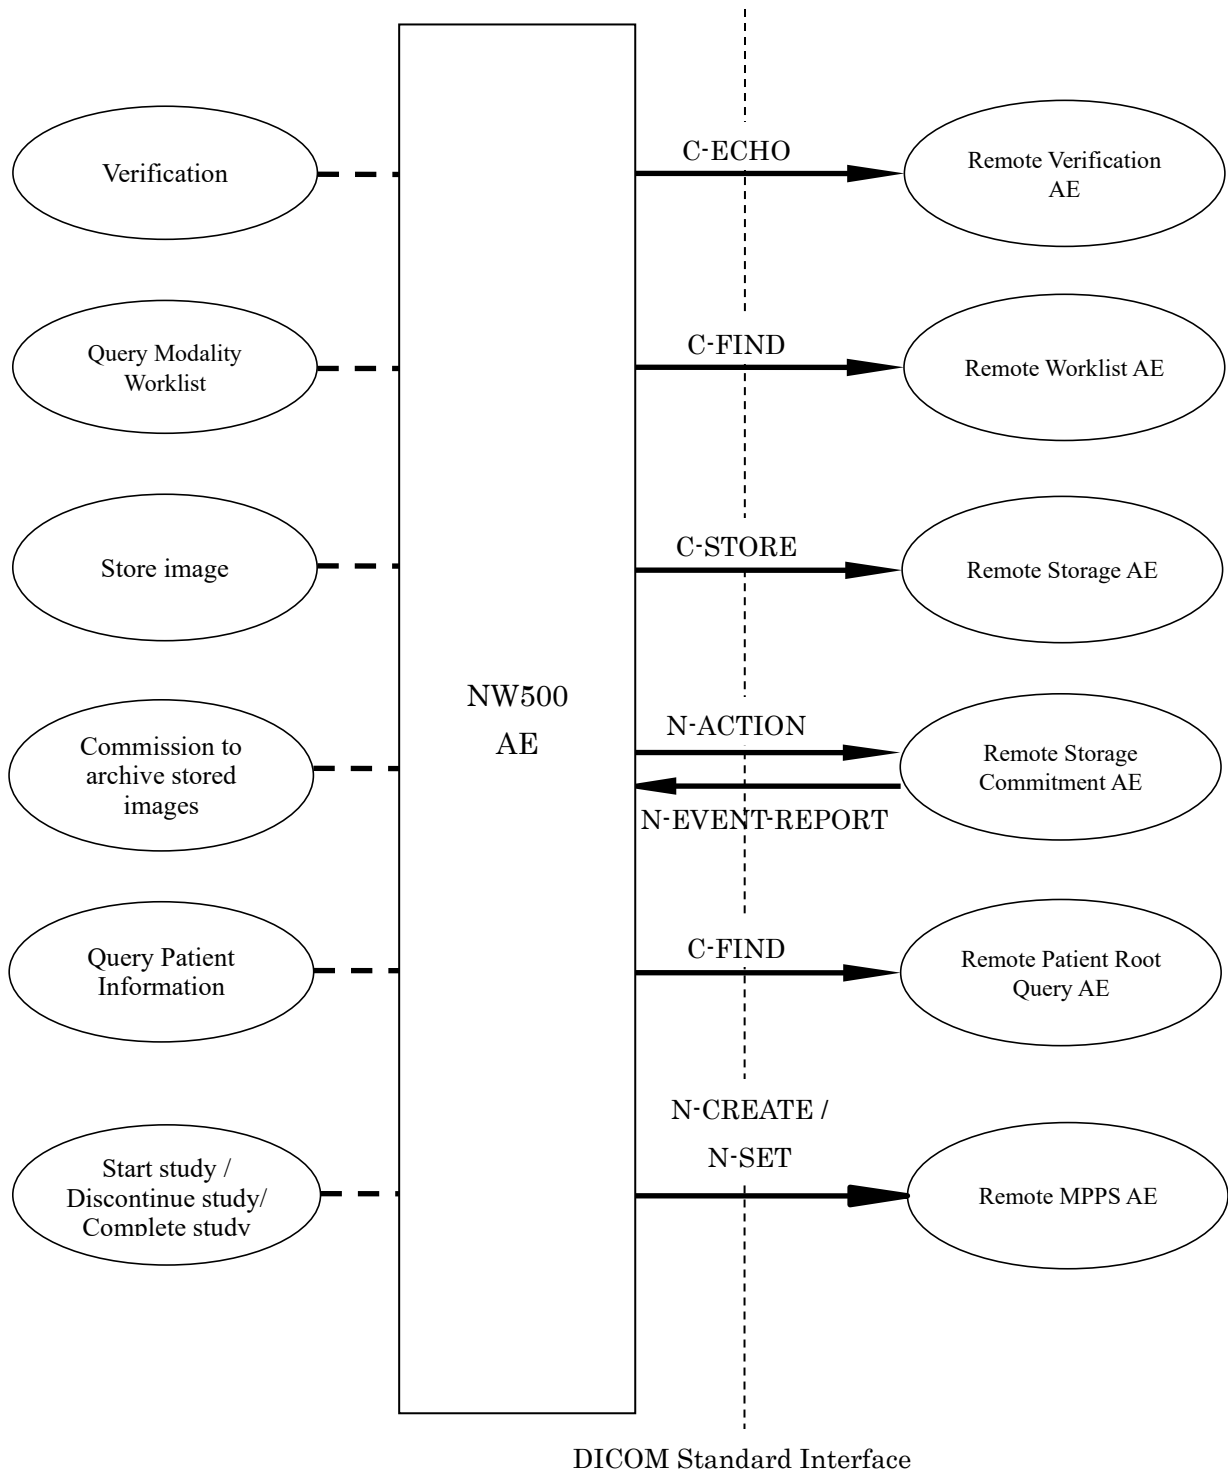 Verification
C-ECHO
Remote Verification
AE
Query Modality
Worklist
C-FIND
Remote Worklist AE
Store image
C-STORE
Remote Storage AE
NW500
AE
Commission to
archive stored
images
N-ACTION
N-EVENT-REPORT
Remote Storage
Commitment AE
Query Patient
Information
C-FIND
Remote Patient Root
Query AE
Start study /
Discontinue study/
Complete study
N-CREATE /
N-SET
Remote MPPS AE
DICOM Standard Interface